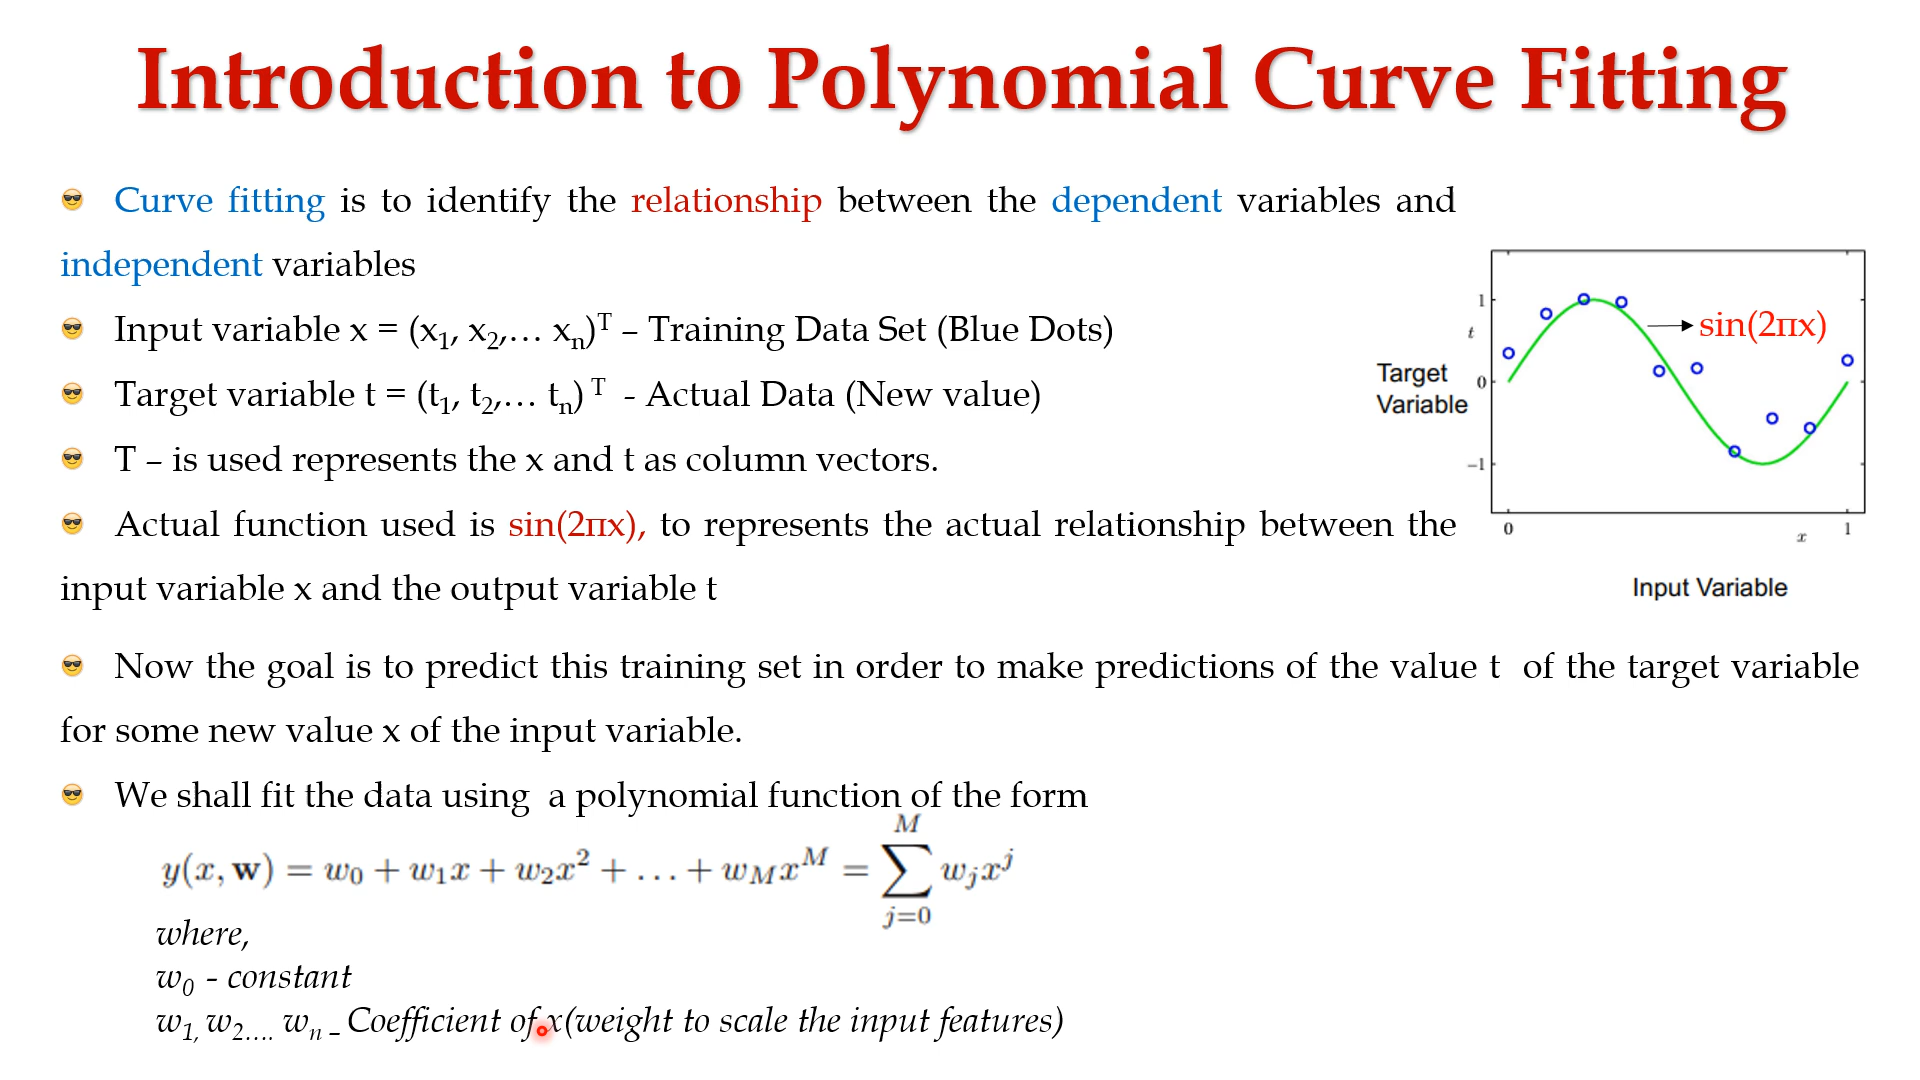 Introduction to Polynomial Curve Fitting
Curve fitting is to identify the relationship between the dependent variables and
independent variables
Input variable x = (x₁, x₂,… xₙ)ᵀ – Training Data Set (Blue Dots)
Target variable t = (t₁, t₂,… tₙ) ᵀ - Actual Data (New value)
T – is used represents the x and t as column vectors.
Actual function used is sin(2πx), to represents the actual relationship between the
input variable x and the output variable t
1
t
sin(2πx)
Target
Variable
0
−1
0
x
1
Input Variable
Now the goal is to predict this training set in order to make predictions of the value t of the target variable
for some new value x of the input variable.
We shall fit the data using a polynomial function of the form
y(x, w) = w₀ + w₁x + w₂x² + … + w_M x^M = ∑_{j=0}^{M} w_j x^j
where,
w₀ - constant
w₁, w₂…. wₙ – Coefficient of x(weight to scale the input features)